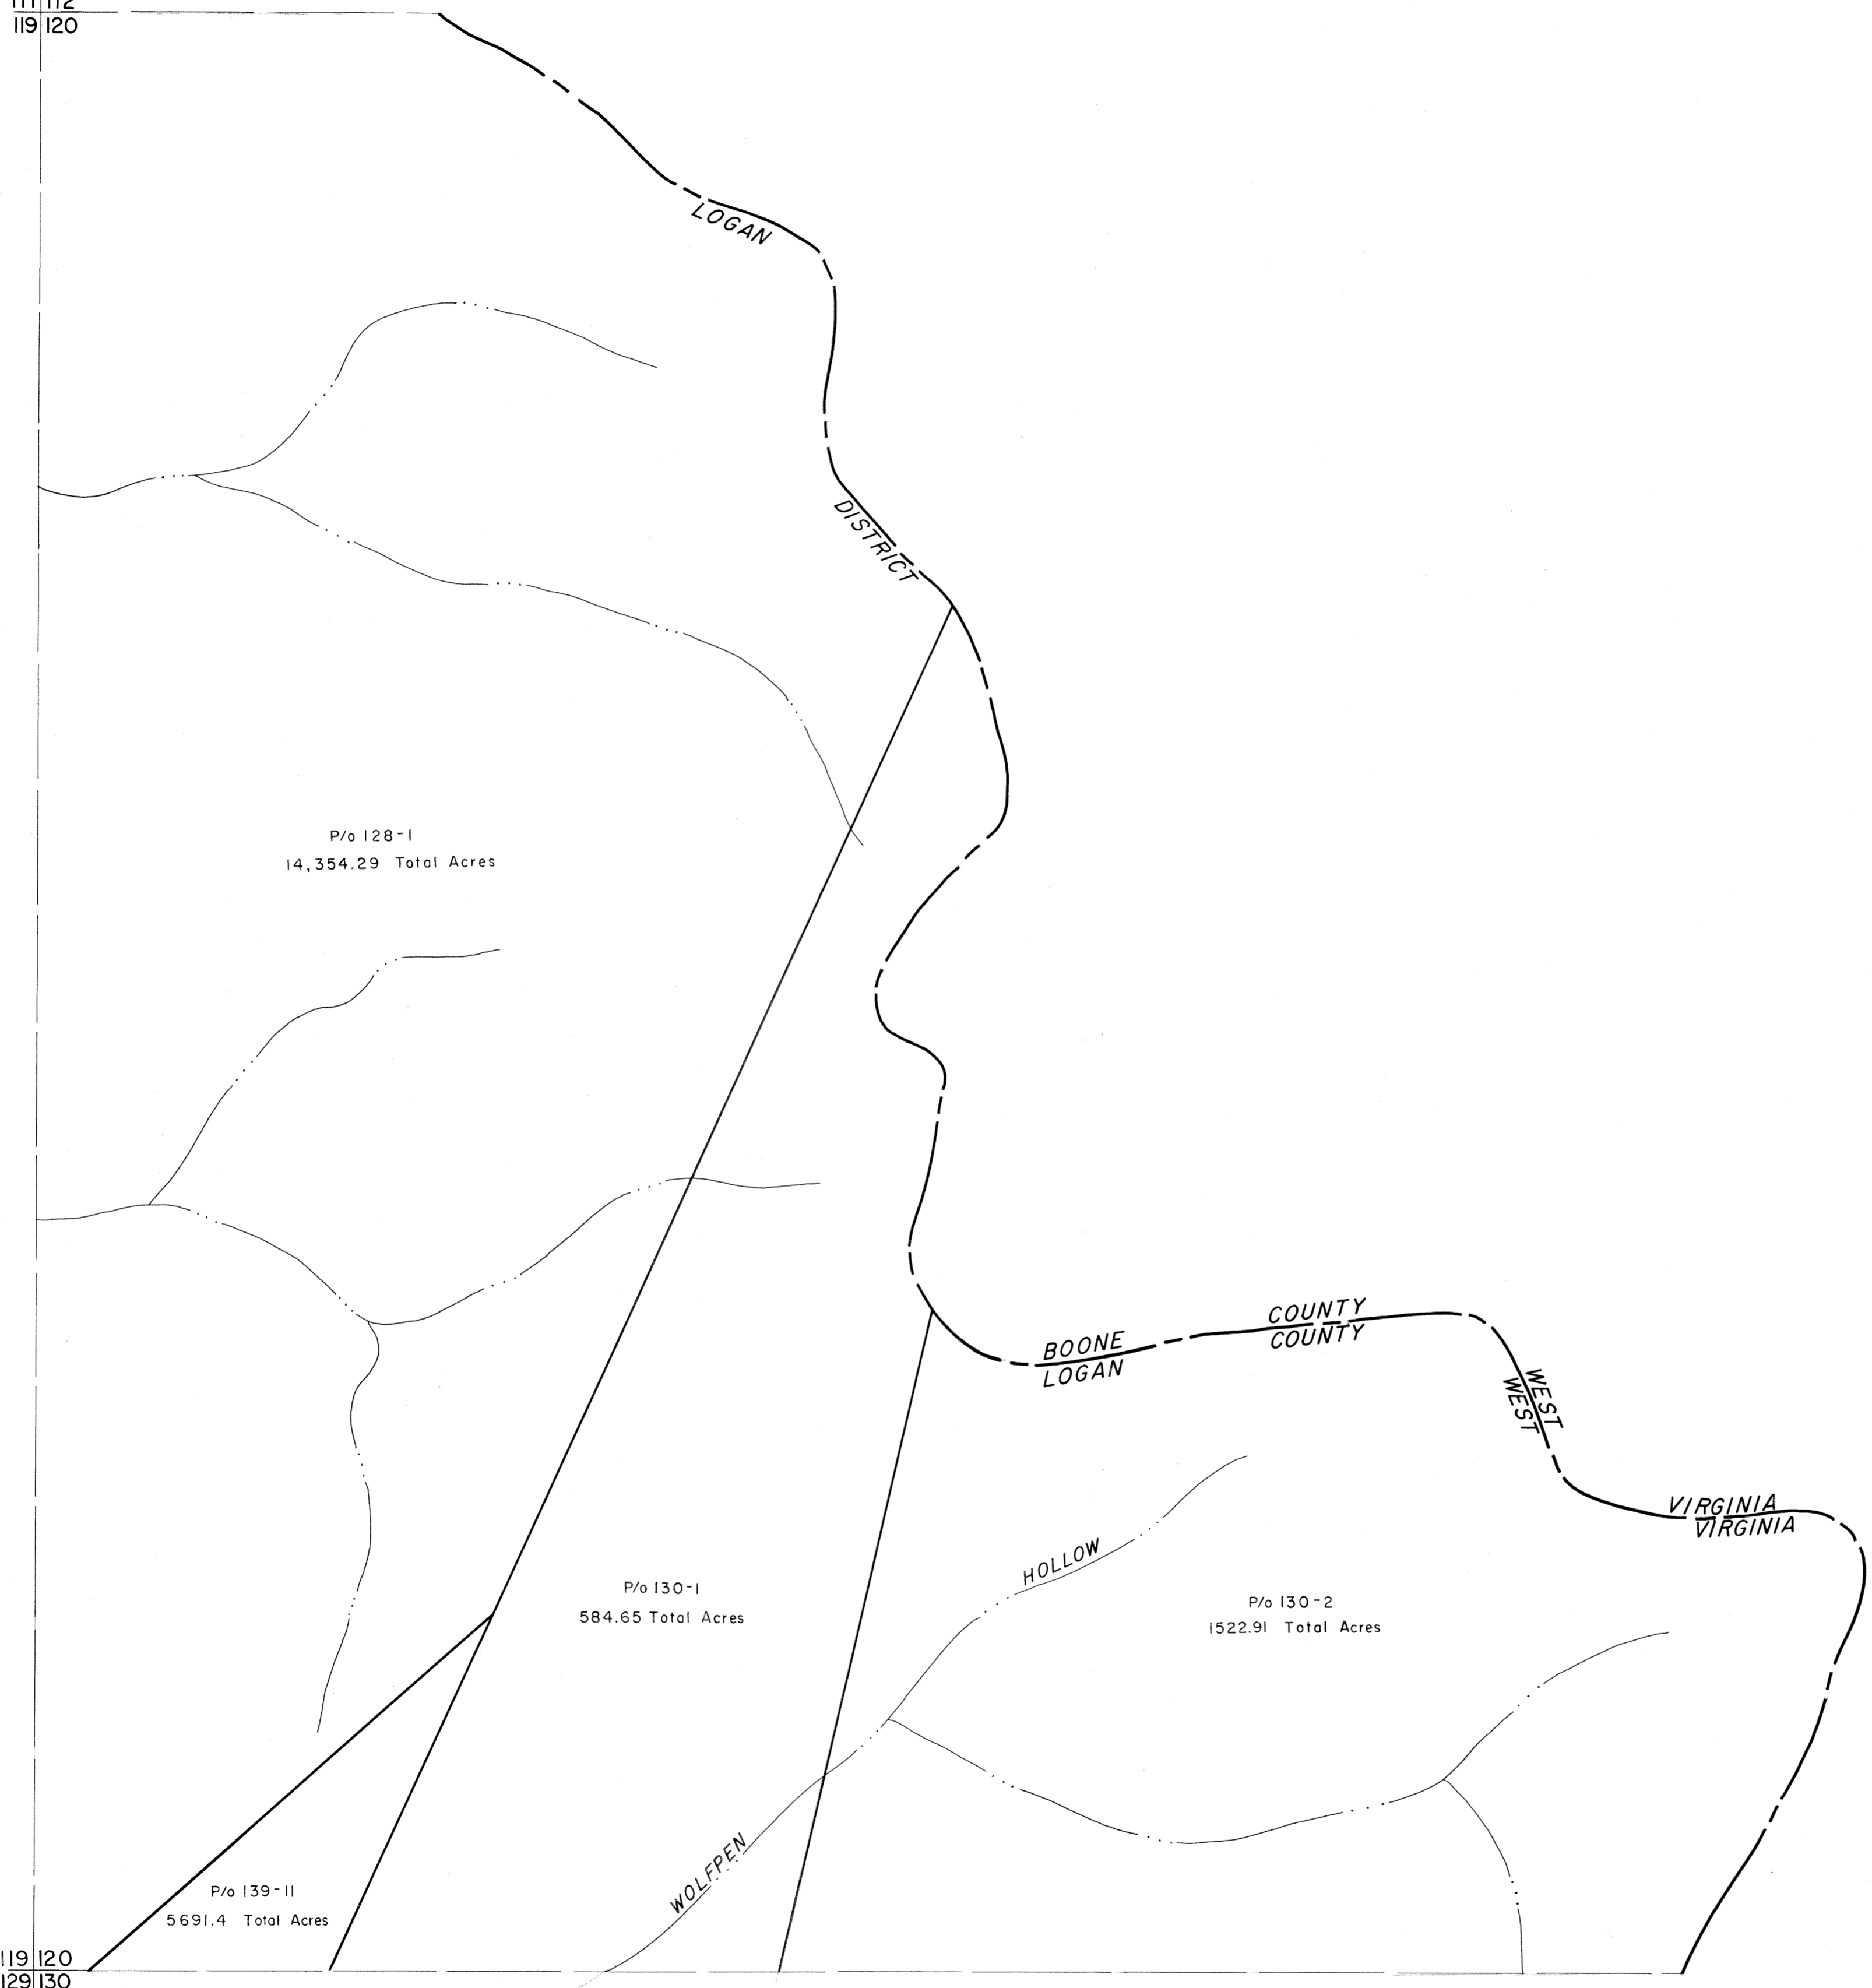 111 112
119 120
LOGAN
DISTRICT
P/o 128-1
14,354.29 Total Acres
BOONE COUNTY
LOGAN COUNTY
WEST VIRGINIA
WEST VIRGINIA
HOLLOW
P/o 130-1
584.65 Total Acres
P/o 130-2
1522.91 Total Acres
WOLFPEN
P/o 139-11
5691.4 Total Acres
119 120
129 130